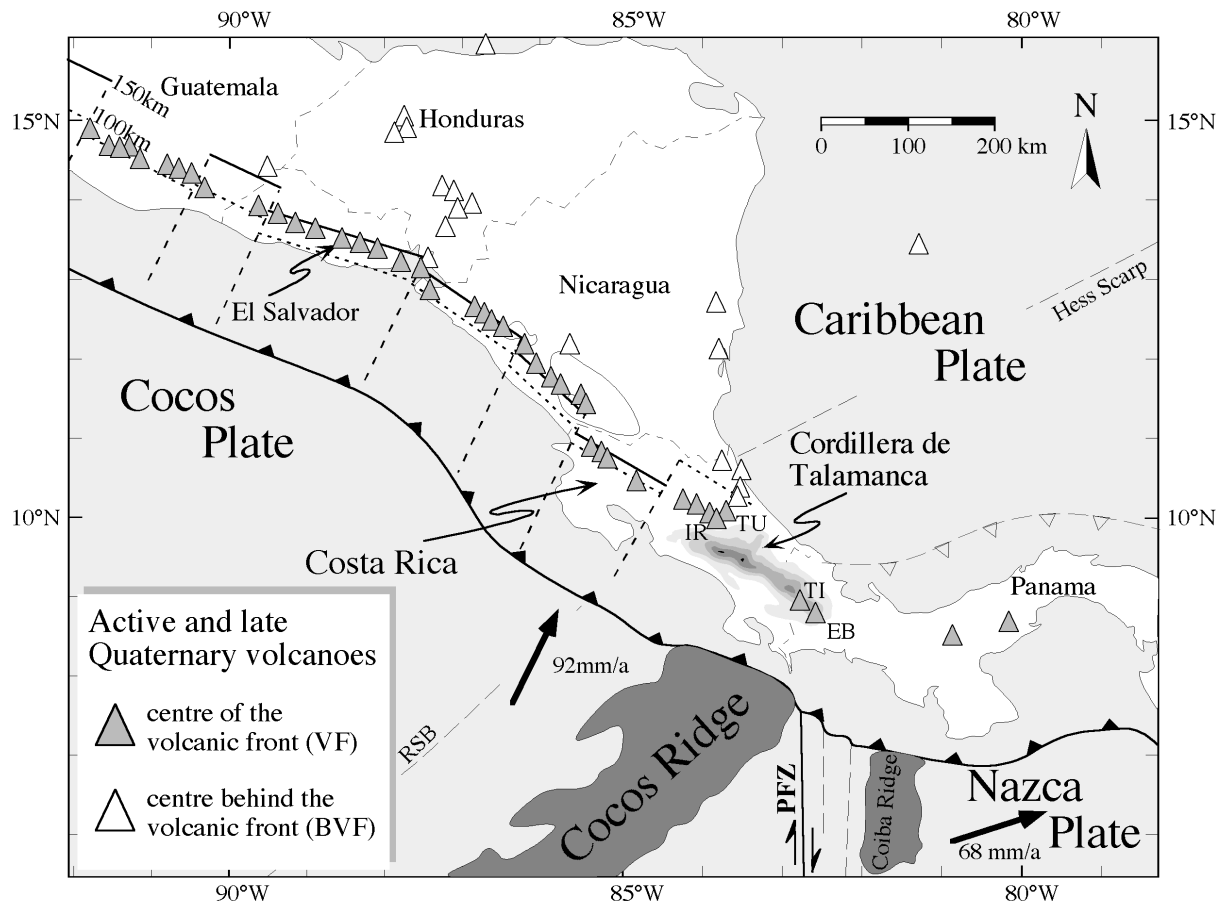 90°W
85°W
80°W
15°N
150km
100km
Guatemala
Honduras
N
0
100
200 km
15°N
El Salvador
Nicaragua
Hess Scarp
Caribbean
Plate
Cocos
Plate
Cordillera de
Talamanca
10°N
IR
TU
10°N
Costa Rica
TI
EB
Panama
Active and late
Quaternary volcanoes
centre of the
volcanic front (VF)
centre behind the
volcanic front (BVF)
92mm/a
RSB
Cocos Ridge
PFZ
Coiba Ridge
Nazca
Plate
68 mm/a
90°W
85°W
80°W